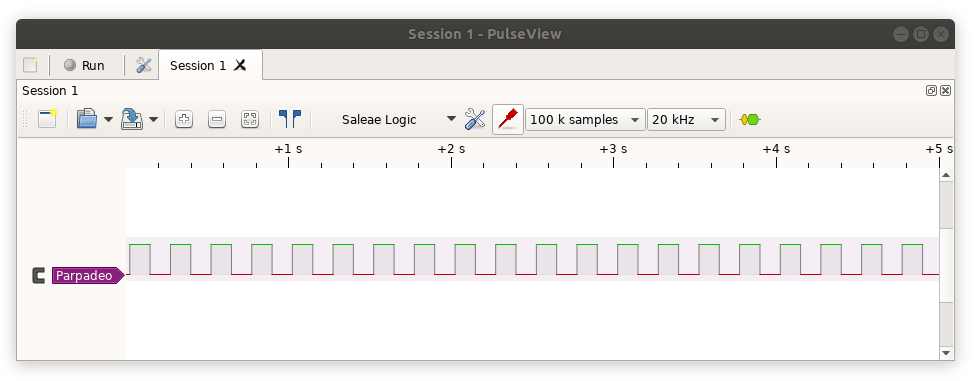 Session 1 - PulseView
Run
Session 1
Session 1
Saleae Logic
100 k samples
20 kHz
+1 s
+2 s
+3 s
+4 s
+5 s
Parpadeo